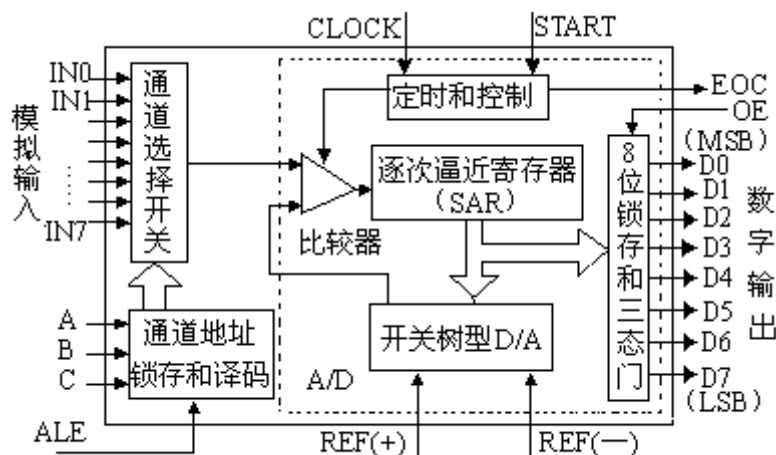 CLOCK
START
IN0
IN1
IN7
模拟输入
通道选择开关
定时和控制
EOC
OE
(MSB)
逐次逼近寄存器
(SAR)
比较器
8位锁存和三态门
D0
D1
D2
D3
D4
D5
D6
D7
(LSB)
数字输出
A
B
C
通道地址
锁存和译码
开关树型D/A
A/D
ALE
REF(+)
REF(—)